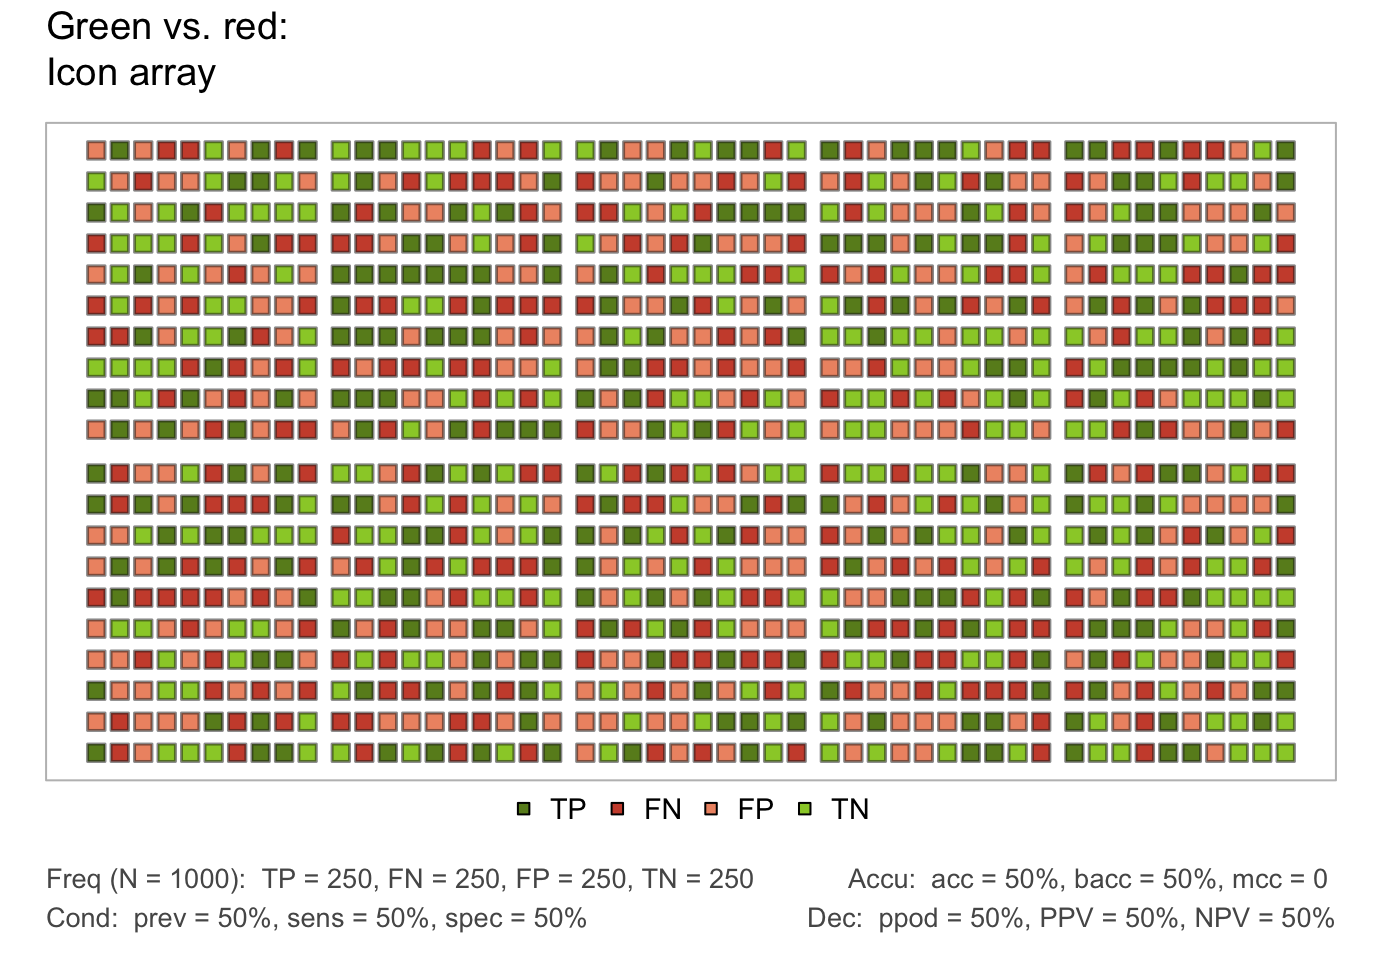 Green vs. red:
Icon array
TP FN FP TN
Freq (N = 1000): TP = 250, FN = 250, FP = 250, TN = 250 Accu: acc = 50%, bacc = 50%, mcc = 0
Cond: prev = 50%, sens = 50%, spec = 50% Dec: ppod = 50%, PPV = 50%, NPV = 50%